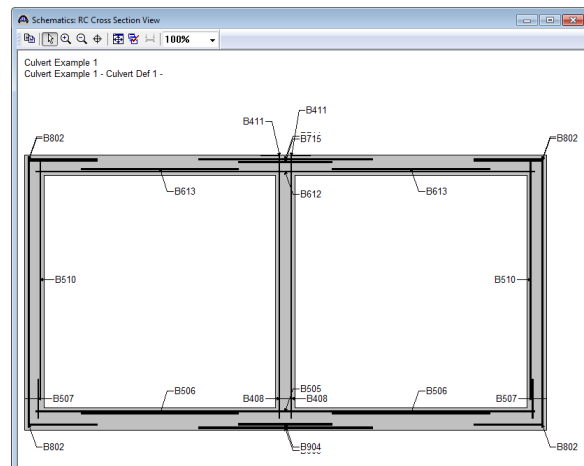 Schematics: RC Cross Section View
100%
Culvert Example 1
Culvert Example 1 - Culvert Def 1 -
B411
B411
B802
B715
B802
B613
B612
B613
B510
B510
B506
B505
B506
B507
B408
B408
B507
B802
B904
B802